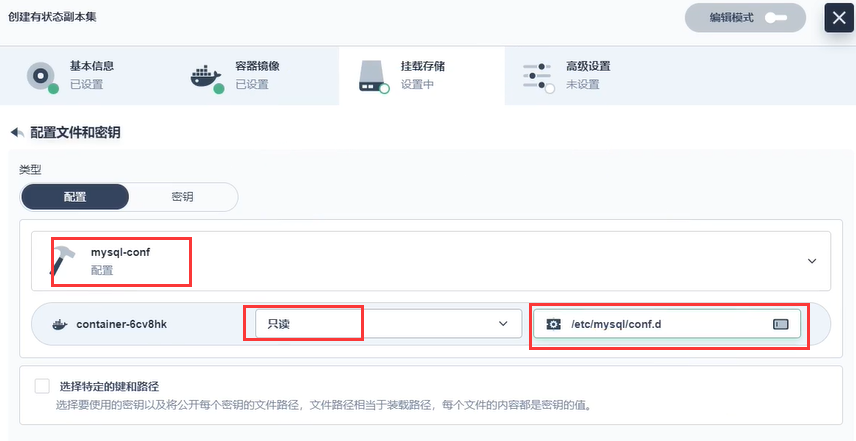 创建有状态副本集
编辑模式
基本信息
已设置
容器镜像
已设置
挂载存储
设置中
高级设置
未设置
配置文件和密钥
类型
配置
密钥
mysql-conf
配置
container-6cv8hk
只读
/etc/mysql/conf.d
选择特定的键和路径
选择要使用的密钥以及将公开每个密钥的文件路径，文件路径相当于装载路径，每个文件的内容都是密钥的值。